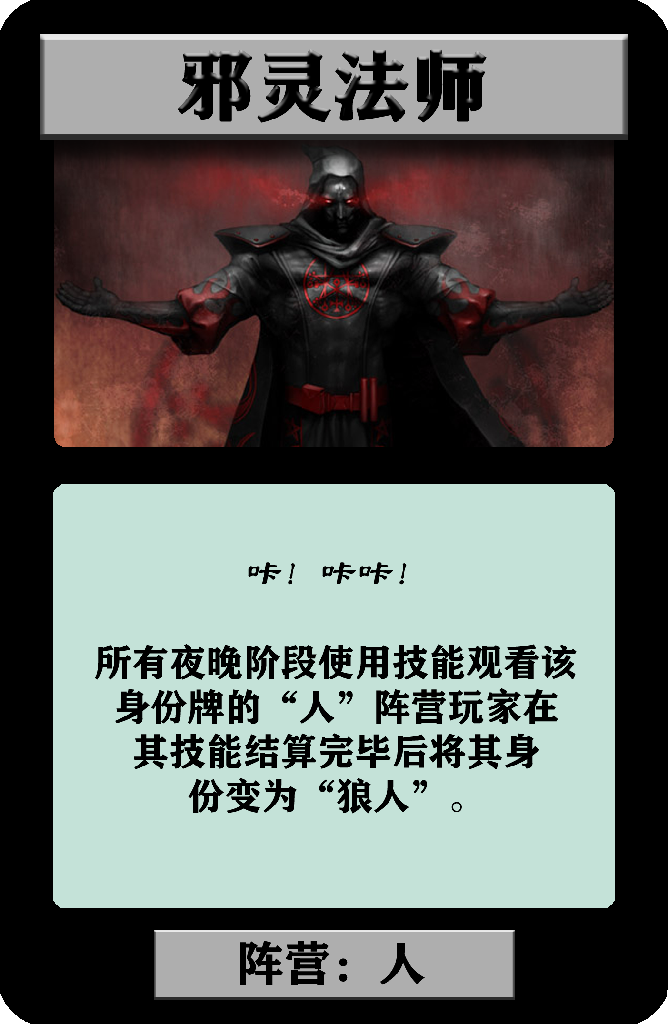 邪灵法师
咔！咔咔！
所有夜晚阶段使用技能观看该
身份牌的“人”阵营玩家在
其技能结算完毕后将其身
份变为“狼人”。
阵营：人